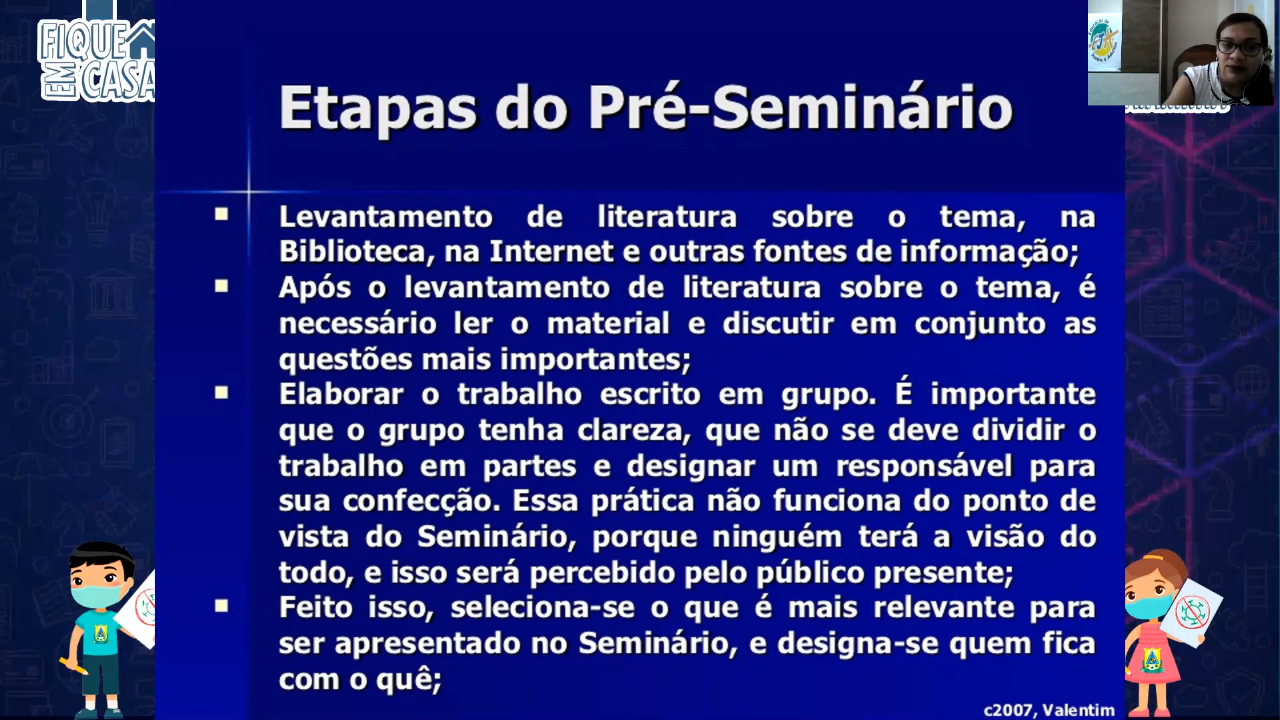 FIQUE
EM CASA
Etapas do Pré-Seminário
Levantamento de literatura sobre o tema, na
Biblioteca, na Internet e outras fontes de informação;
Após o levantamento de literatura sobre o tema, é
necessário ler o material e discutir em conjunto as
questões mais importantes;
Elaborar o trabalho escrito em grupo. É importante
que o grupo tenha clareza, que não se deve dividir o
trabalho em partes e designar um responsável para
sua confecção. Essa prática não funciona do ponto de
vista do Seminário, porque ninguém terá a visão do
todo, e isso será percebido pelo público presente;
Feito isso, seleciona-se o que é mais relevante para
ser apresentado no Seminário, e designa-se quem fica
com o quê;
c2007, Valentim